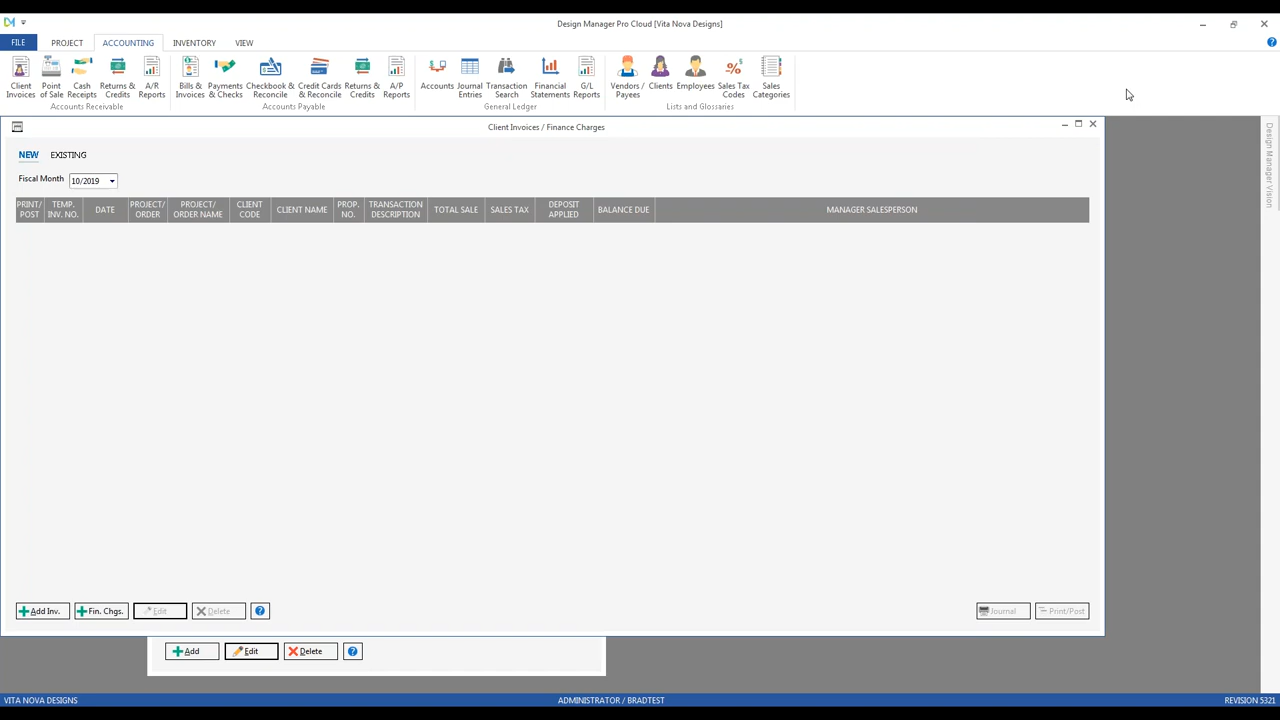 Design Manager Pro Cloud [Vita Nova Designs]
FILE PROJECT ACCOUNTING INVENTORY VIEW
Client Invoices
Point of Sale
Cash Receipts
Returns & Credits
A/R Reports
Accounts Receivable
Bills & Invoices
Payments & Checks
Checkbook & Reconcile
Credit Cards & Reconcile
Returns & Credits
A/P Reports
Accounts Payable
Accounts
Journal Entries
Transaction Search
Financial Statements
G/L Reports
General Ledger
Vendors / Payees
Clients
Employees
Sales Tax Codes
Sales Categories
Lists and Glossaries
Client Invoices / Finance Charges
NEW EXISTING
Fiscal Month 10/2019
PRINT/ POST
TEMP. INV. NO.
DATE
PROJECT/ ORDER
PROJECT/ ORDER NAME
CLIENT CODE
CLIENT NAME
PROP. NO.
TRANSACTION DESCRIPTION
TOTAL SALE
SALES TAX
DEPOSIT APPLIED
BALANCE DUE
MANAGER SALESPERSON
Add Inv. Fin. Chgs. Edit Delete Journal Print/Post
Add Edit Delete
Design Manager Vision
VITA NOVA DESIGNS ADMINISTRATOR / BRADTEST REVISION 5321